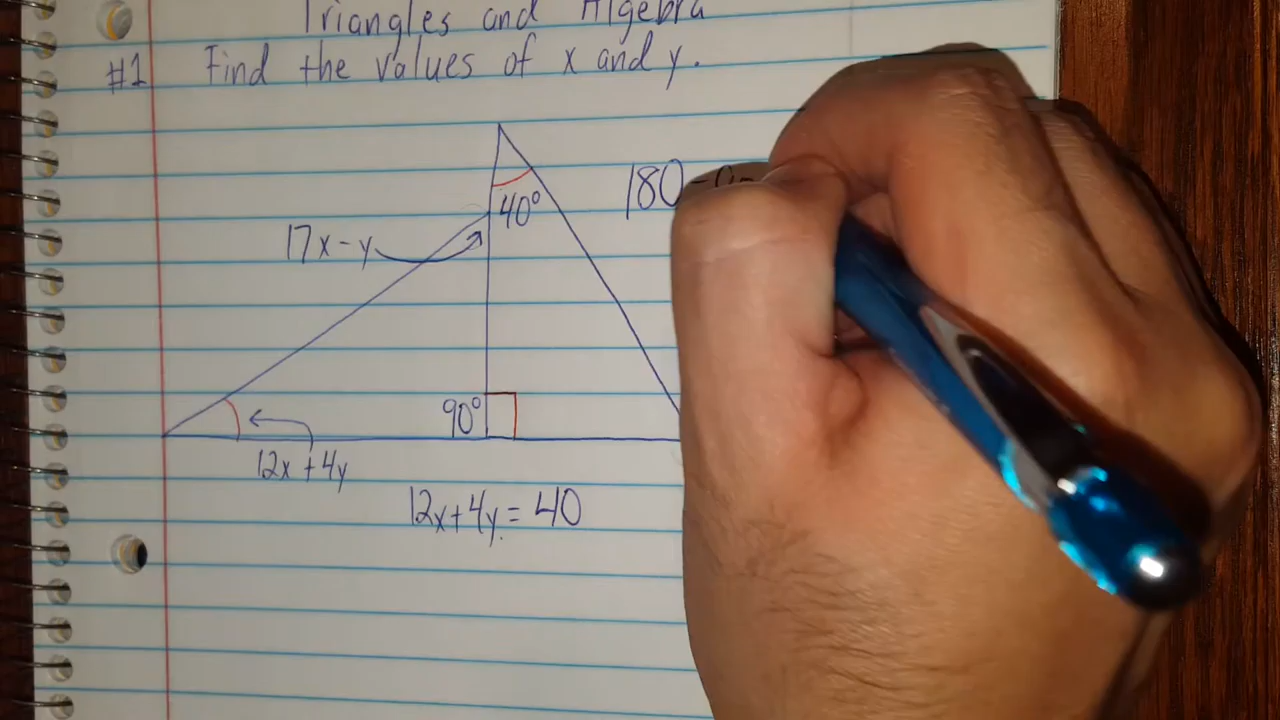 Triangles and Algebra
#1 Find the values of x and y.
40°
180
17x-y
90°
12x+4y
12x+4y=40